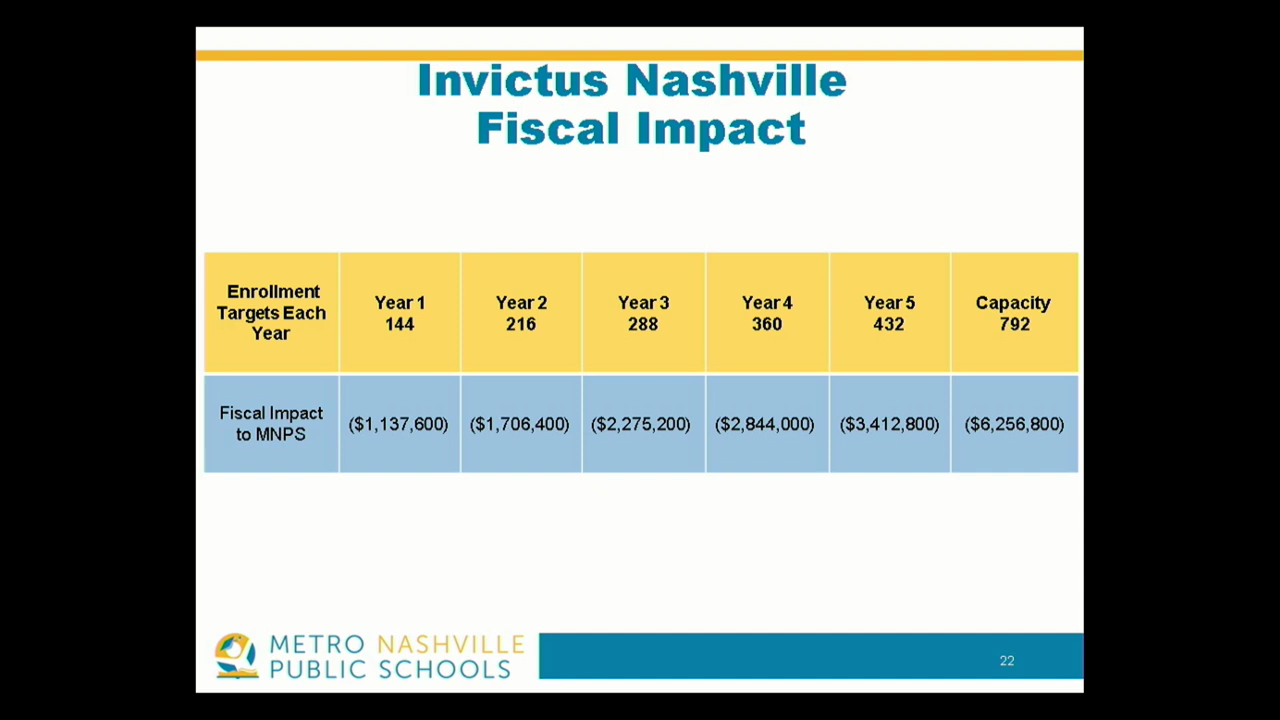 Invictus Nashville
Fiscal Impact
Enrollment
Targets Each
Year
Year 1
144
Year 2
216
Year 3
288
Year 4
360
Year 5
432
Capacity
792
Fiscal Impact
to MNPS
($1,137,600)
($1,706,400)
($2,275,200)
($2,844,000)
($3,412,800)
($6,256,800)
METRO NASHVILLE
PUBLIC SCHOOLS
22